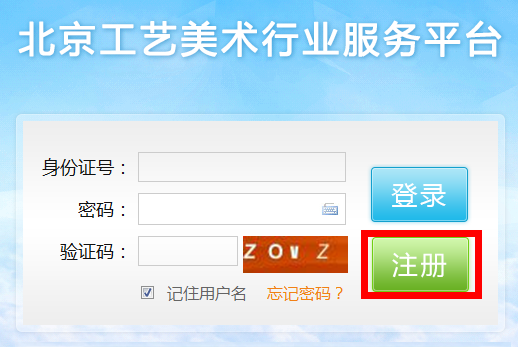 北京工艺美术行业服务平台
身份证号：
登录
密码：
验证码： ZOVZ
注册
记住用户名 忘记密码？